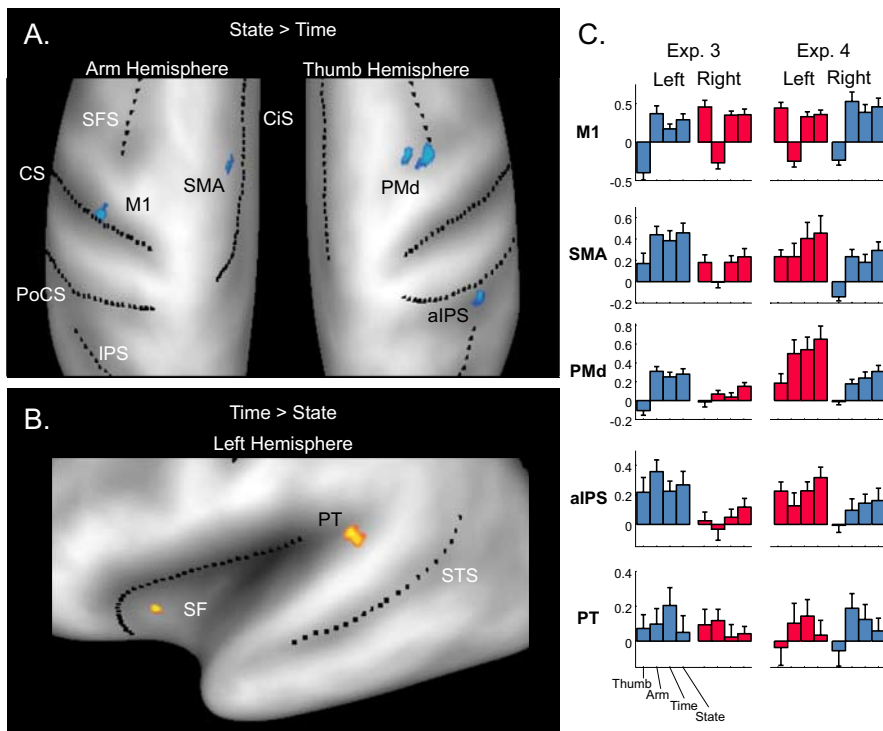 A.
State > Time
Arm Hemisphere
Thumb Hemisphere
SFS
CiS
CS
M1
SMA
PMd
PoCS
aIPS
IPS
B.
Time > State
Left Hemisphere
PT
STS
SF
C.
Exp. 3 Exp. 4
Left Right Left Right
M1
0.5
0
-0.5
SMA
0.6
0.4
0.2
0
-0.2
PMd
0.8
0.6
0.4
0.2
0
-0.2
aIPS
0.4
0.2
0
PT
0.2
0
Thumb
Arm
Time
State